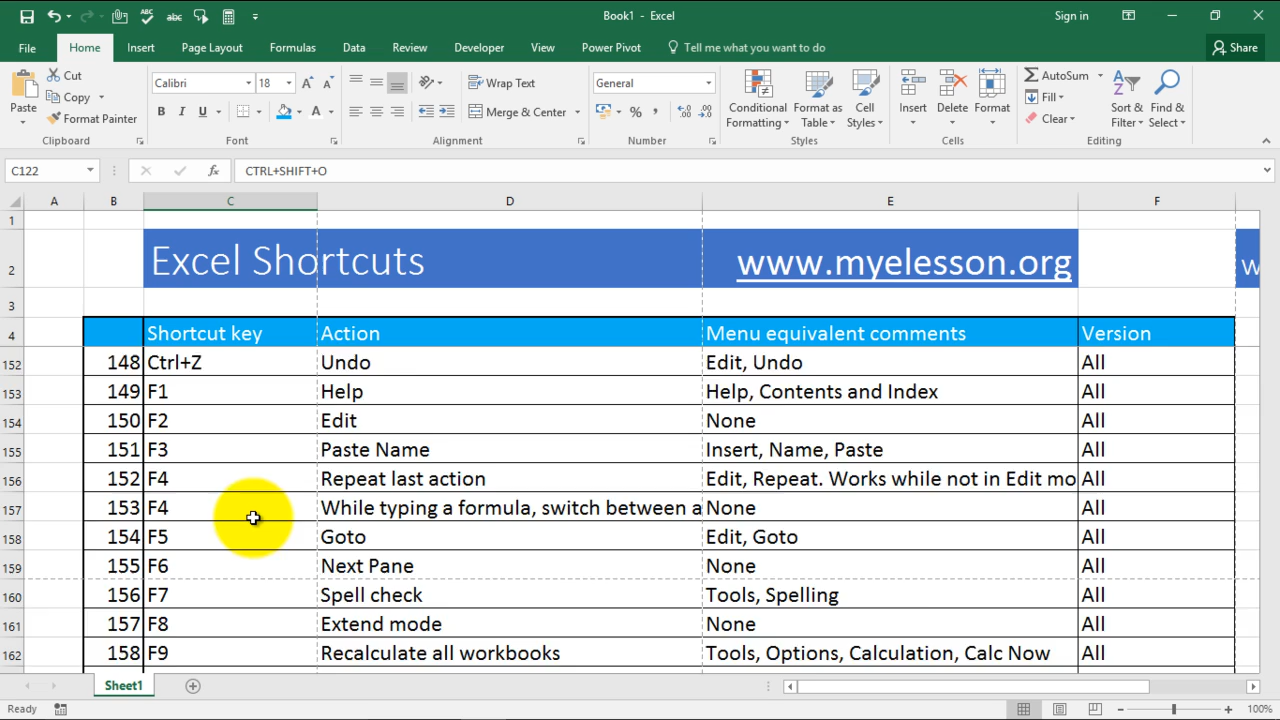 Book1 - Excel
Sign in
File Home Insert Page Layout Formulas Data Review Developer View Power Pivot Tell me what you want to do Share
Paste
Cut
Copy
Format Painter
Clipboard
Calibri 18
B I U
Font
Wrap Text
Merge & Center
Alignment
General
Number
Conditional Formatting
Format as Table
Cell Styles
Styles
Insert Delete Format
Cells
AutoSum
Fill
Clear
Sort & Filter
Find & Select
Editing
C122 fx CTRL+SHIFT+O
A B C D E F
1
2 Excel Shortcuts www.myelesson.org
3
4 Shortcut key Action Menu equivalent comments Version
152 148 Ctrl+Z Undo Edit, Undo All
153 149 F1 Help Help, Contents and Index All
154 150 F2 Edit None All
155 151 F3 Paste Name Insert, Name, Paste All
156 152 F4 Repeat last action Edit, Repeat. Works while not in Edit mo All
157 153 F4 While typing a formula, switch between a None All
158 154 F5 Goto Edit, Goto All
159 155 F6 Next Pane None All
160 156 F7 Spell check Tools, Spelling All
161 157 F8 Extend mode None All
162 158 F9 Recalculate all workbooks Tools, Options, Calculation, Calc Now All
Sheet1
Ready 100%